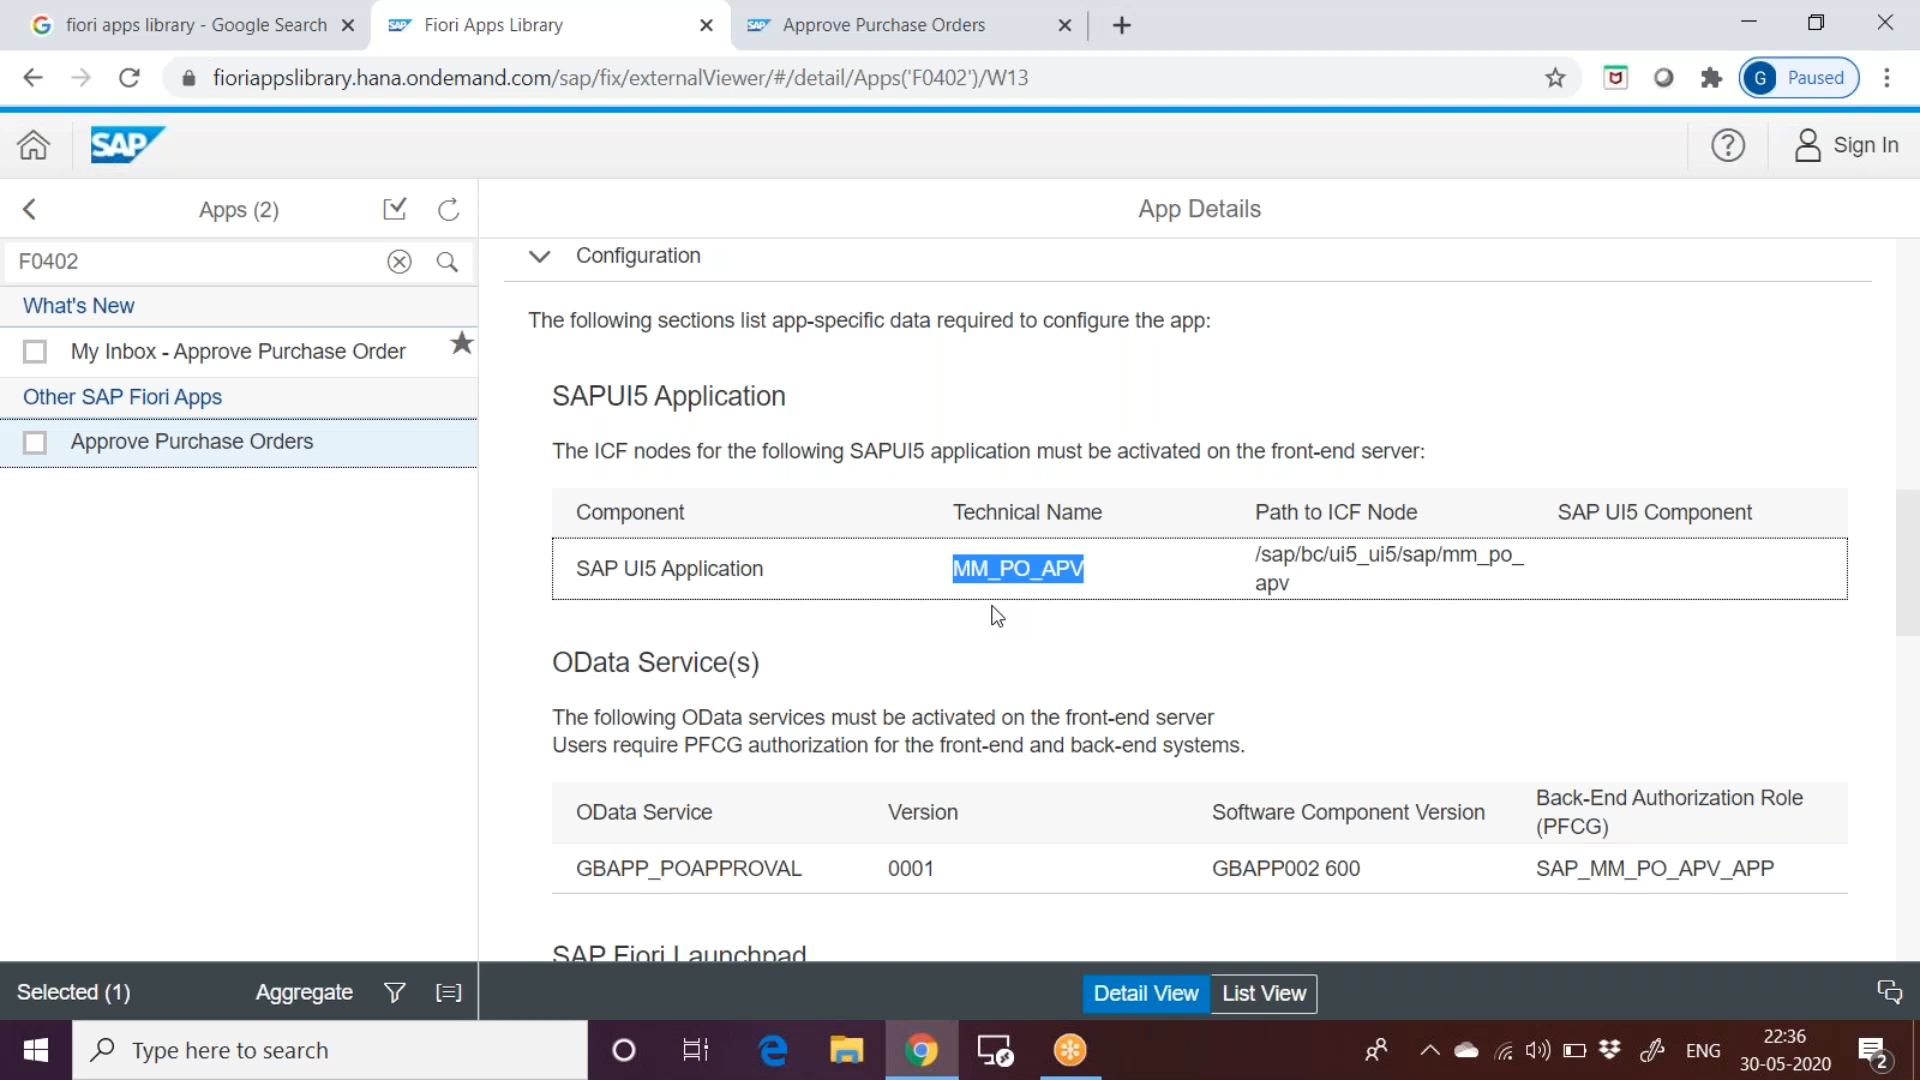 fiori apps library - Google Search
SAP Fiori Apps Library
SAP Approve Purchase Orders
fioriappslibrary.hana.ondemand.com/sap/fix/externalViewer/#/detail/Apps('F0402')/W13
G Paused
SAP
Sign In
Apps (2)
App Details
F0402
What's New
My Inbox - Approve Purchase Order
Other SAP Fiori Apps
Approve Purchase Orders
Configuration
The following sections list app-specific data required to configure the app:
SAPUI5 Application
The ICF nodes for the following SAPUI5 application must be activated on the front-end server:
Component Technical Name Path to ICF Node SAP UI5 Component
SAP UI5 Application MM_PO_APV /sap/bc/ui5_ui5/sap/mm_po_
apv
OData Service(s)
The following OData services must be activated on the front-end server
Users require PFCG authorization for the front-end and back-end systems.
OData Service Version Software Component Version Back-End Authorization Role
(PFCG)
GBAPP_POAPPROVAL 0001 GBAPP002 600 SAP_MM_PO_APV_APP
SAP Fiori Launchpad
Selected (1) Aggregate
Detail View List View
Type here to search
ENG
22:36
30-05-2020
2